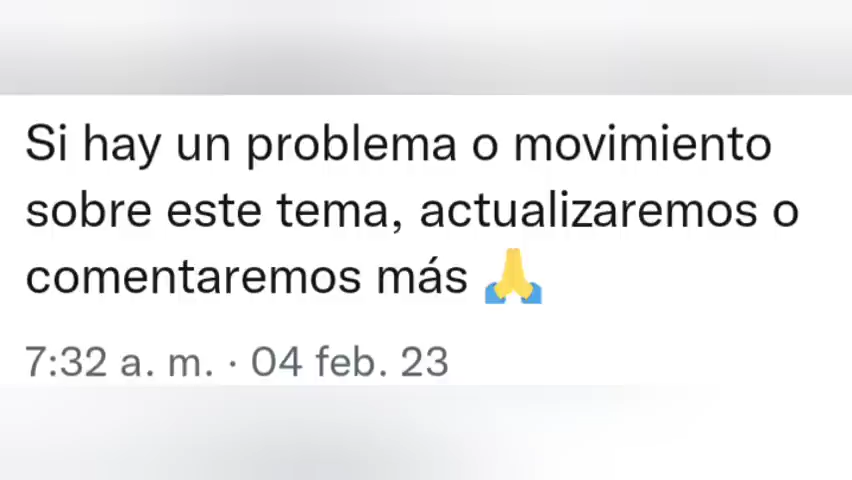 Si hay un problema o movimiento
sobre este tema, actualizaremos o
comentaremos más 🙏
7:32 a. m. · 04 feb. 23